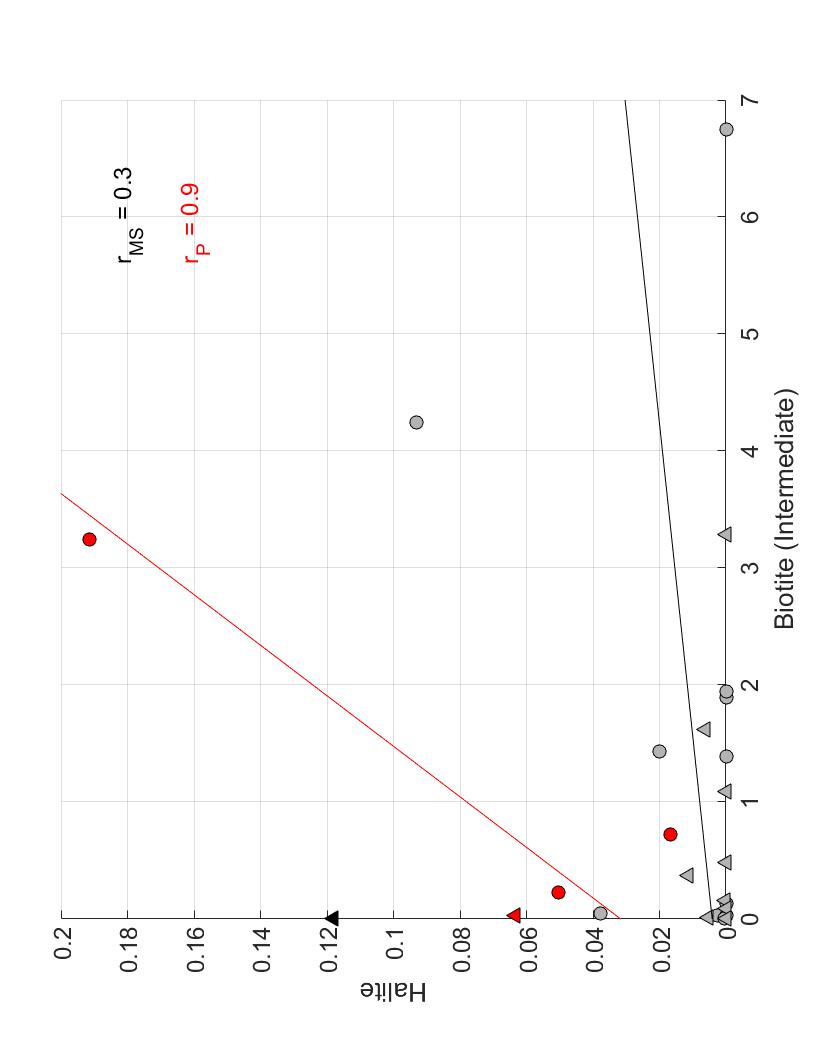 0.2
0.18
0.16
0.14
0.12
0.1
0.08
0.06
0.04
0.02
0
Halite
r_MS = 0.3
r_P = 0.9
0 1 2 3 4 5 6 7
Biotite (Intermediate)